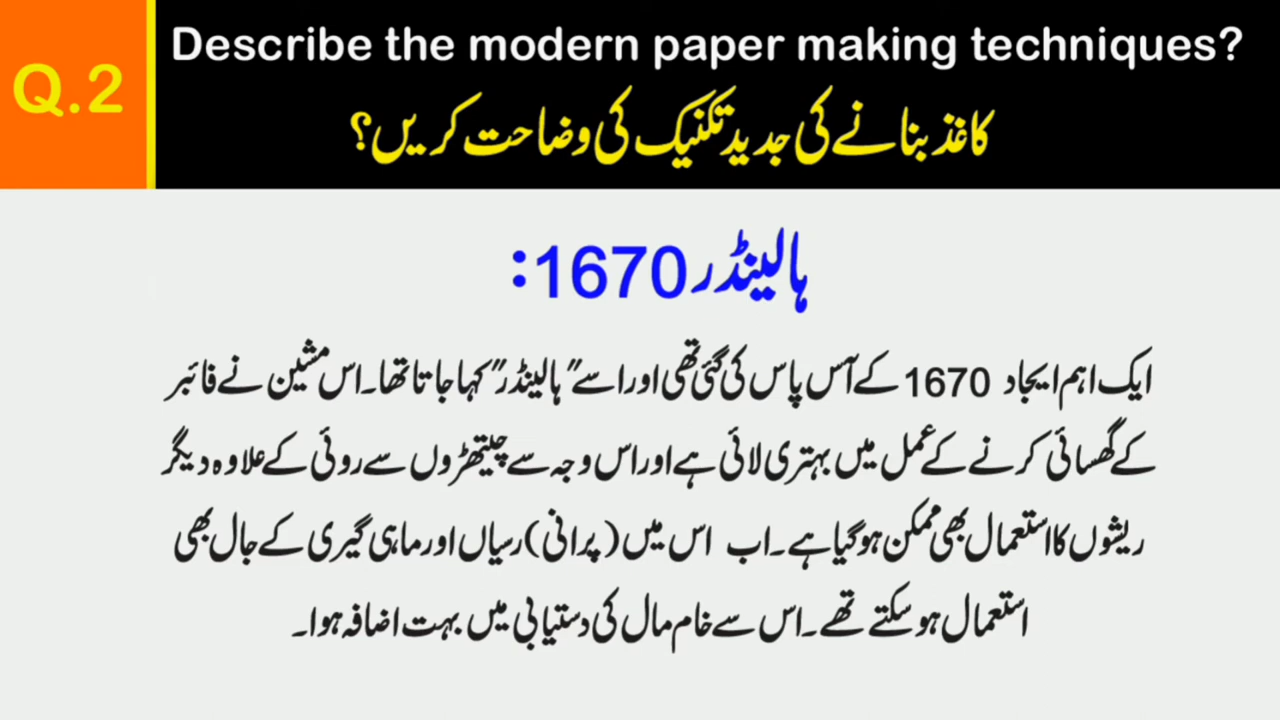 Q.2
Describe the modern paper making techniques?
کاغذ بنانے کی جدید تکنیک کی وضاحت کریں؟
ہالینڈر 1670:
ایک اہم ایجاد 1670 کے آس پاس کی گئی تھی اور اسے "ہالینڈر" کہا جاتا تھا۔ اس مشین نے فائبر
کے گھسائی کرنے کے عمل میں بہتری لائی ہے اور اس وجہ سے چیتھڑوں سے روئی کے علاوہ دیگر
ریشوں کا استعمال بھی ممکن ہو گیا ہے۔ اب اس میں (پرانی) رسیاں اور ماہی گیری کے جال بھی
استعمال ہو سکتے تھے۔ اس سے خام مال کی دستیابی میں بہت اضافہ ہوا۔